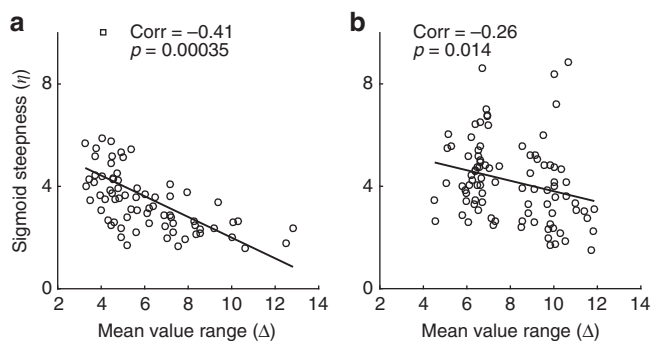 a
Corr = –0.41
p = 0.00035
b
Corr = –0.26
p = 0.014
Sigmoid steepness (η)
8
4
0
2 4 6 8 10 12 14
Mean value range (Δ)
8
4
0
2 4 6 8 10 12 14
Mean value range (Δ)